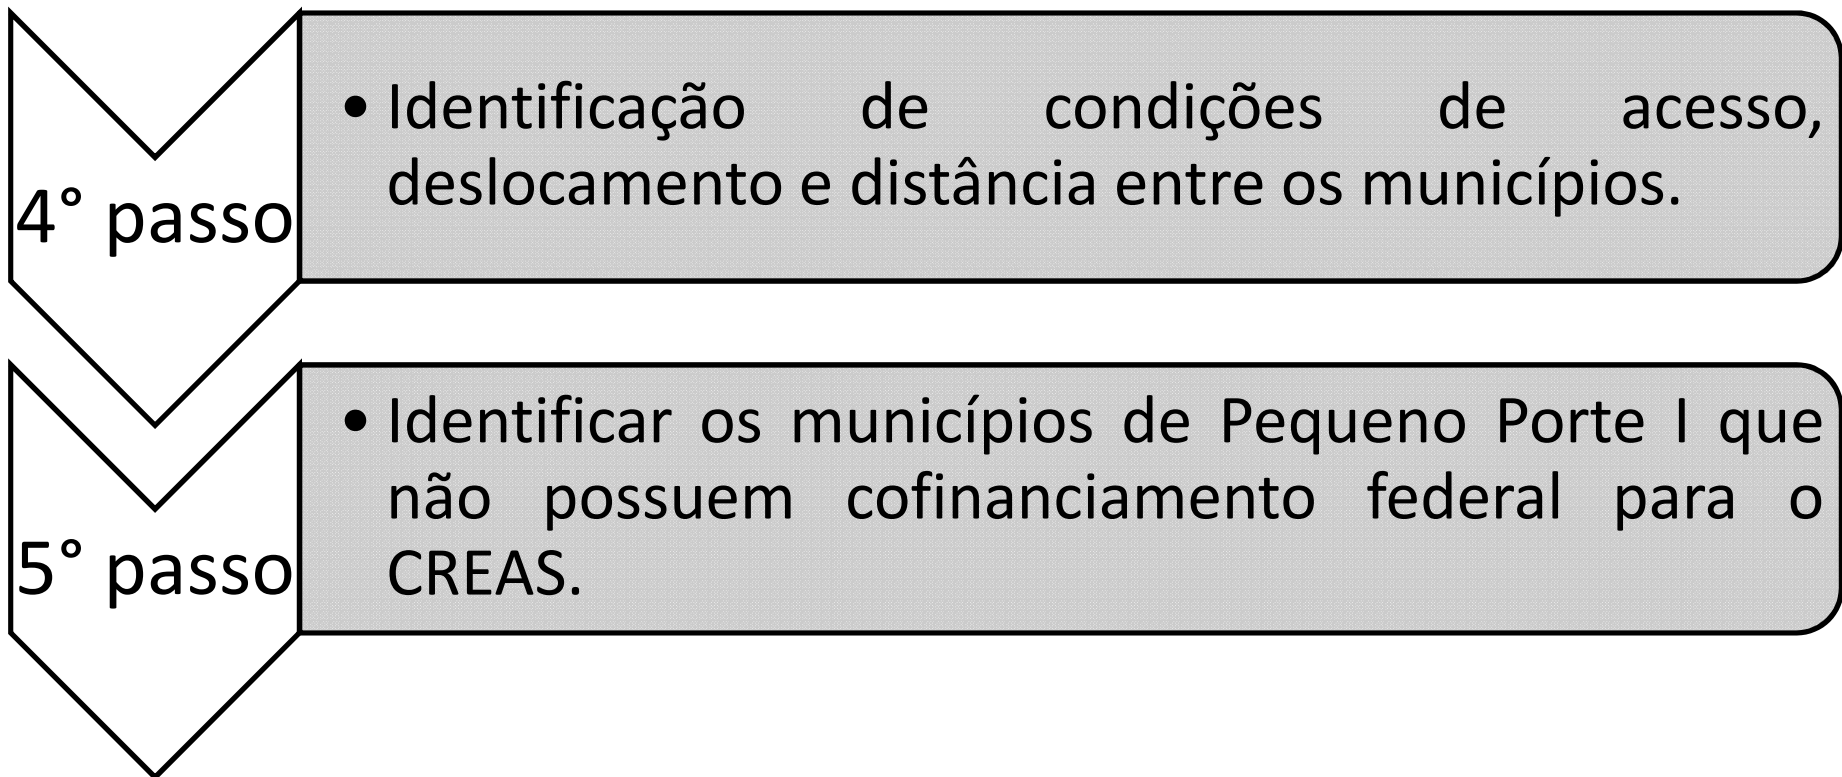 4° passo
• Identificação de condições de acesso,
deslocamento e distância entre os municípios.
5° passo
• Identificar os municípios de Pequeno Porte I que
não possuem cofinanciamento federal para o
CREAS.